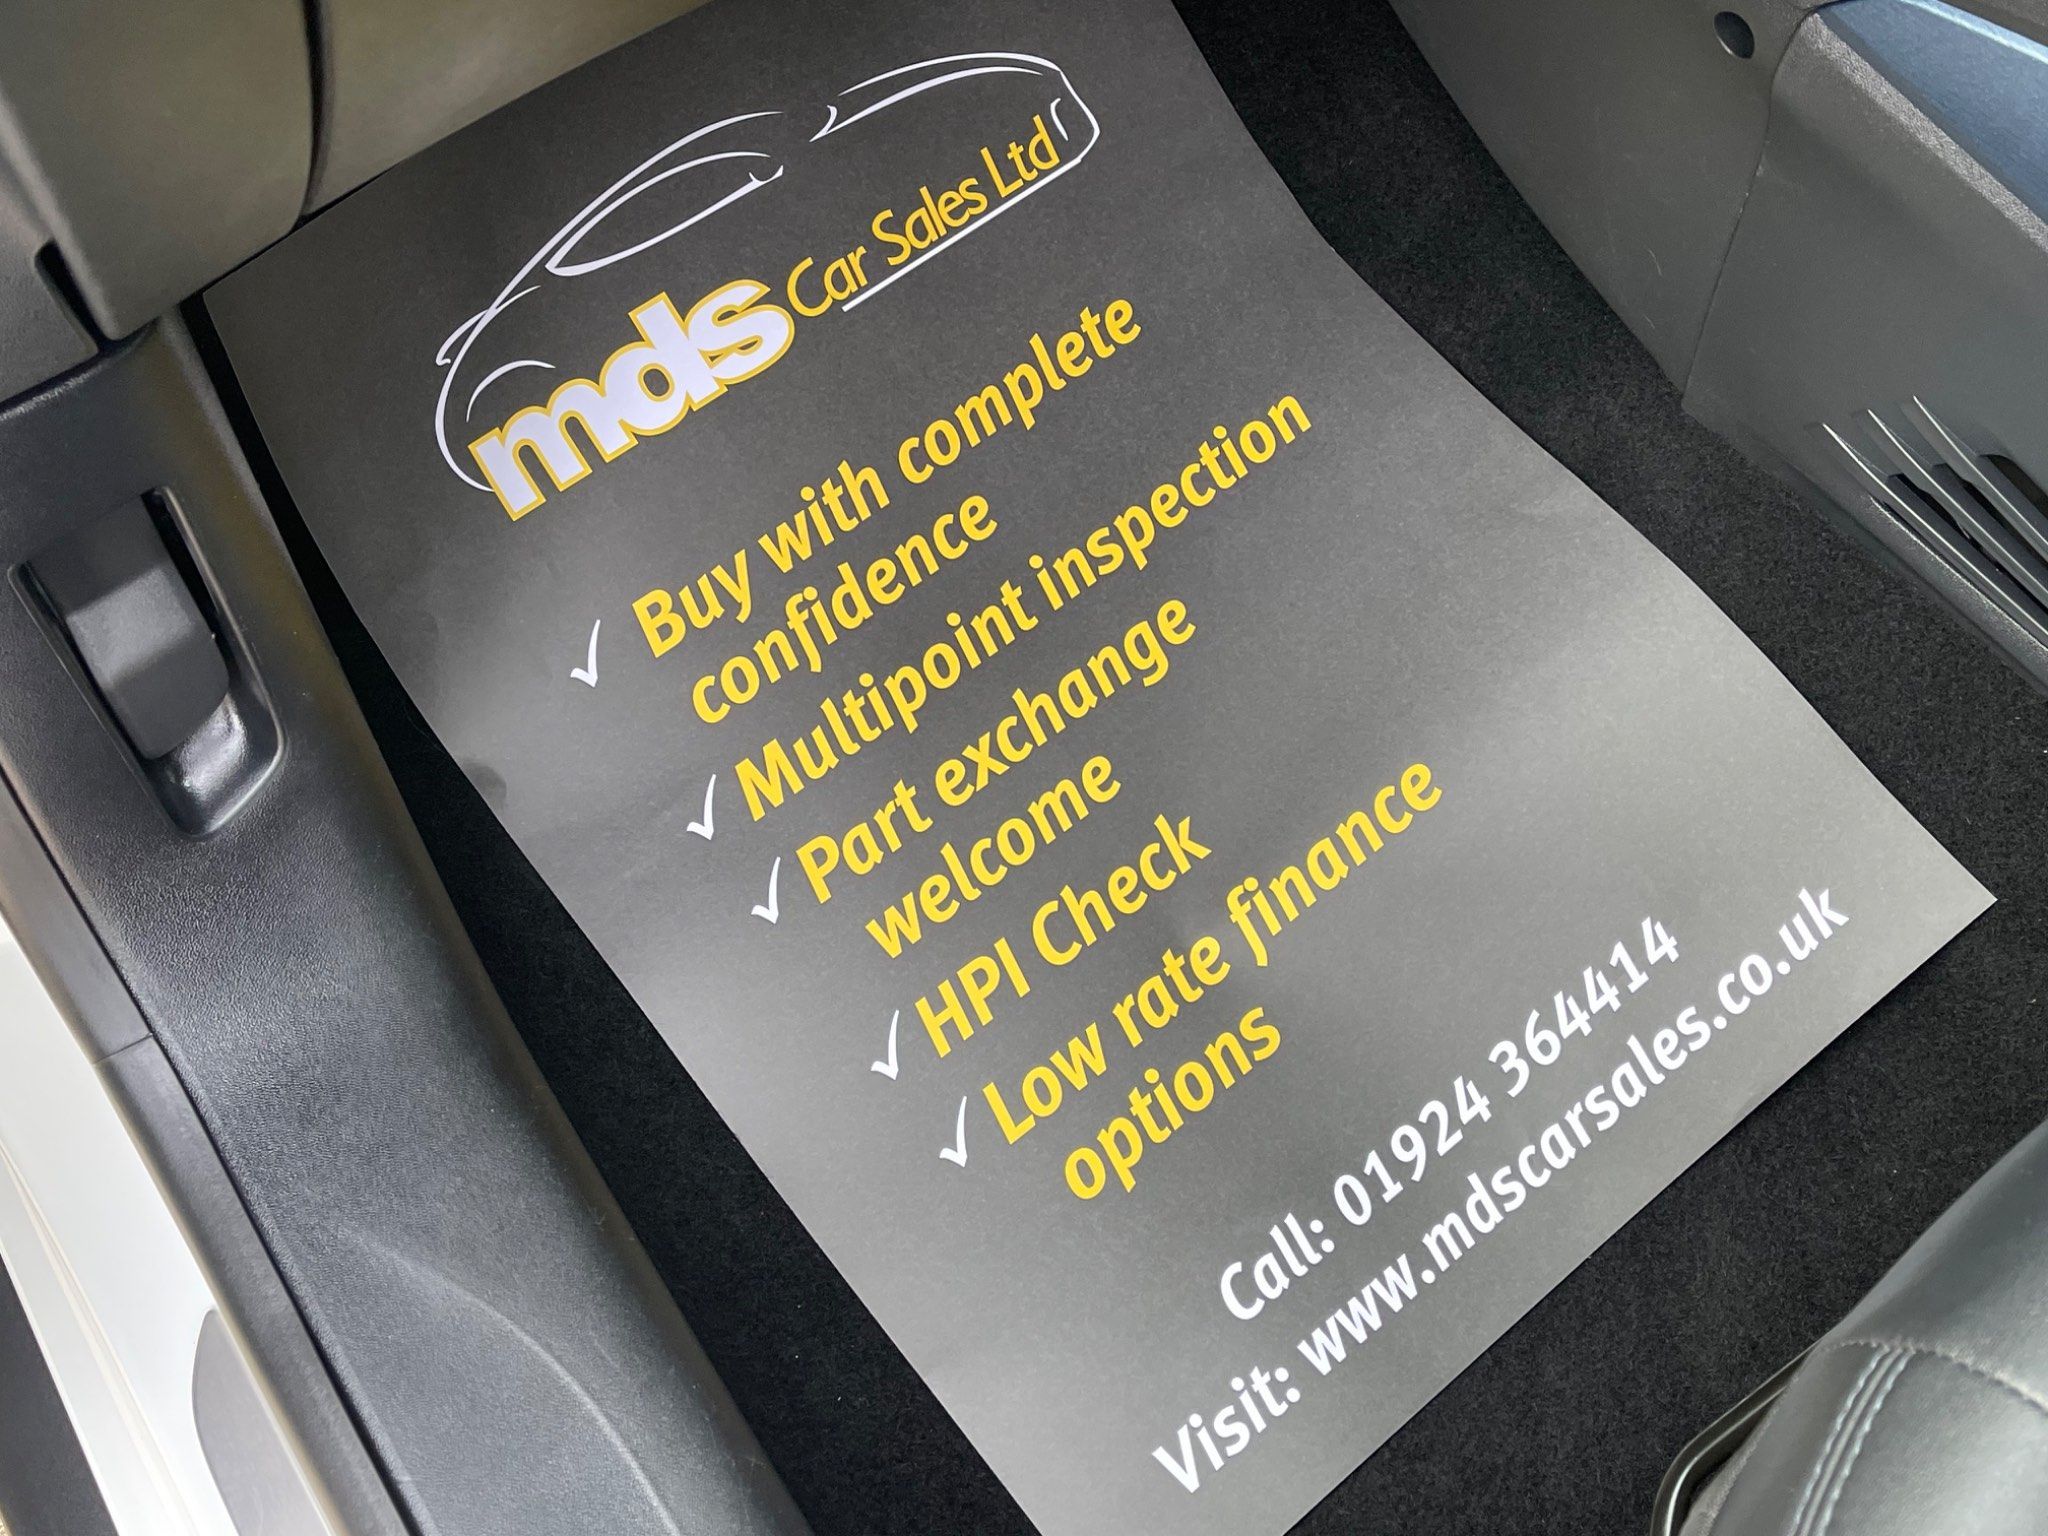 mds Car Sales Ltd
✓ Buy with complete
confidence
✓ Multipoint inspection
✓ Part exchange
welcome
✓ HPI Check
✓ Low rate finance
options
Call: 01924 364414
Visit: www.mdscarsales.co.uk